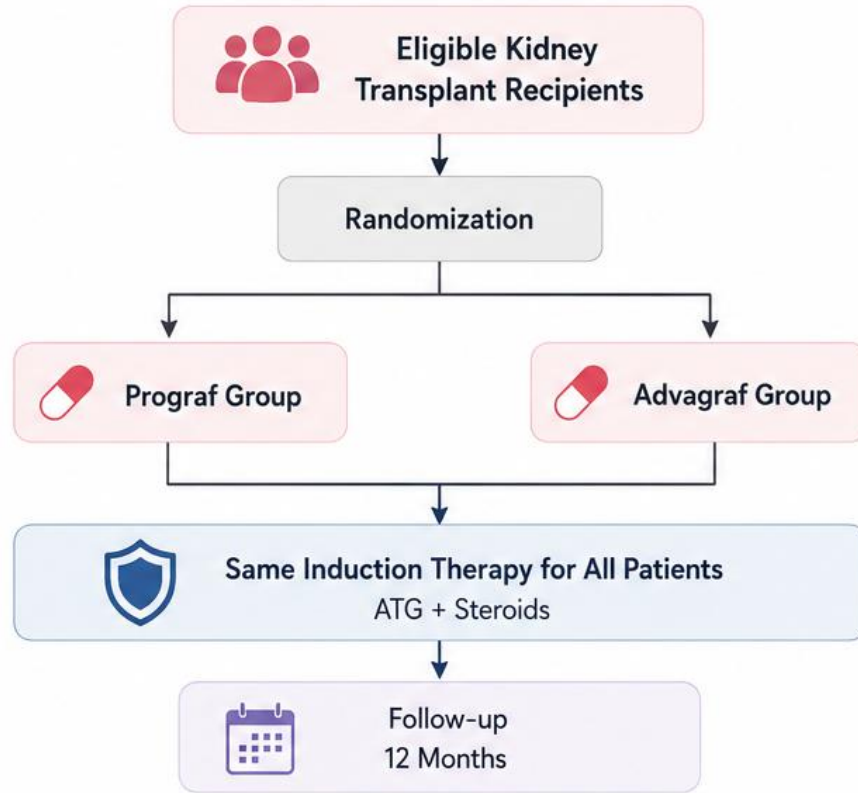 Eligible Kidney
Transplant Recipients
Randomization
Prograf Group
Advagraf Group
Same Induction Therapy for All Patients
ATG + Steroids
Follow-up
12 Months